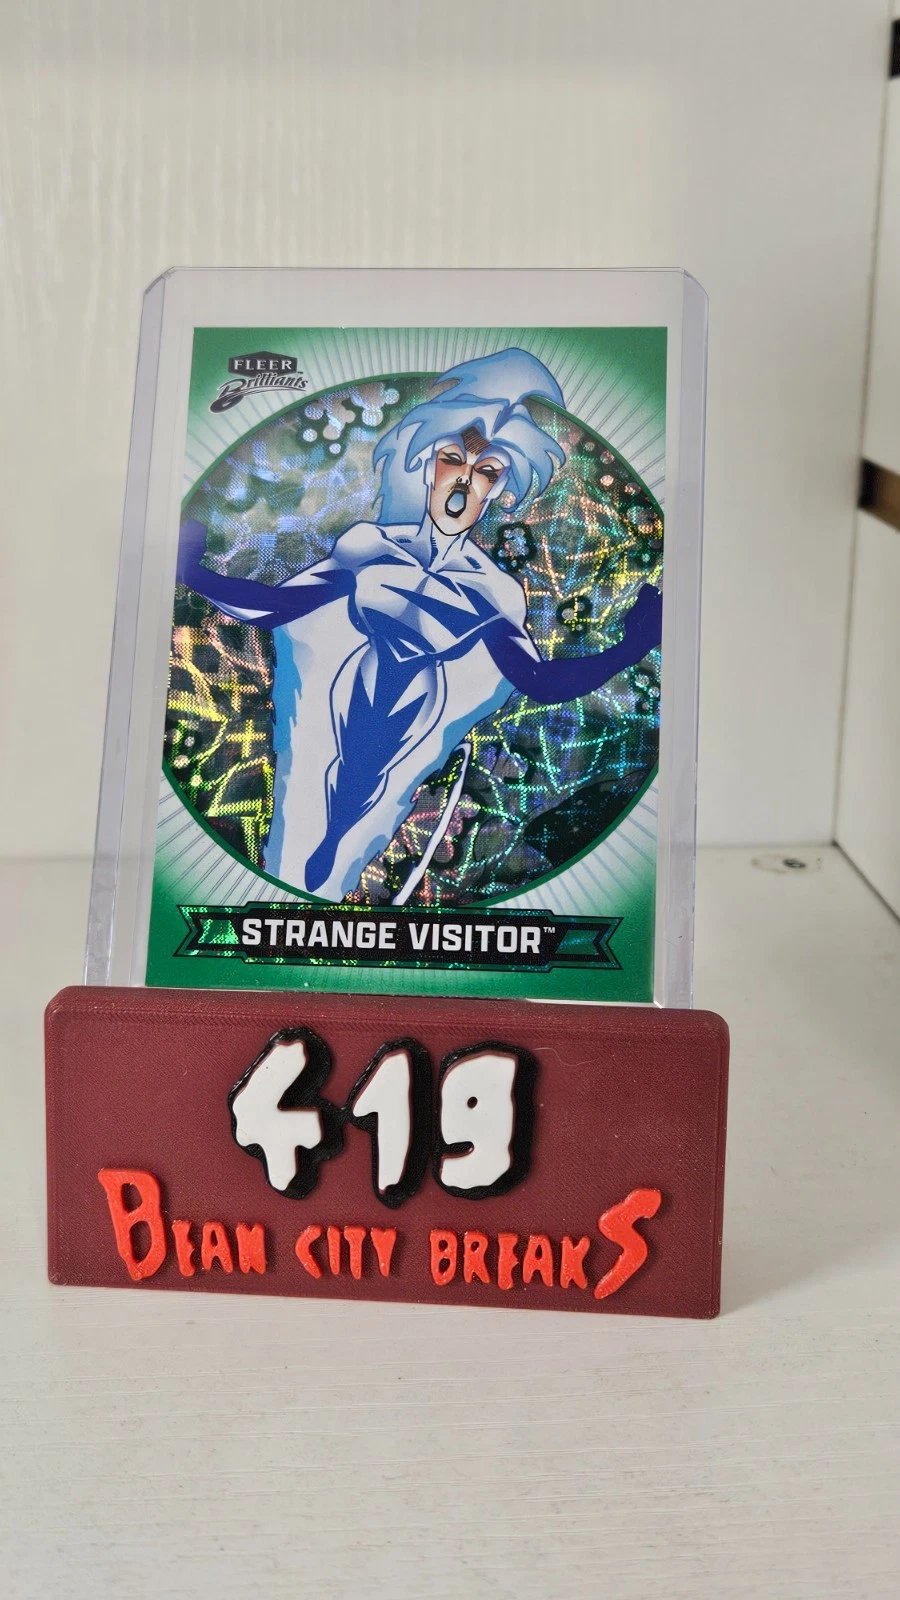 FLEER
Brilliants
STRANGE VISITOR™
419
BEAN CITY BREAKS